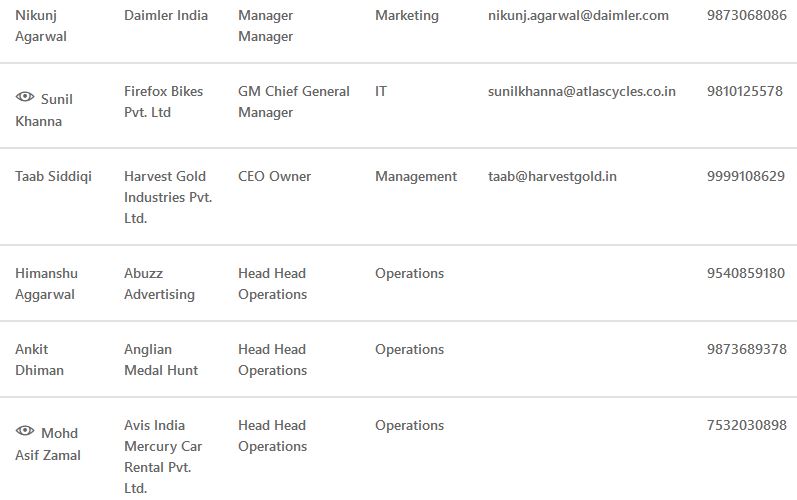 Nikunj Daimler India Manager Marketing nikunj.agarwal@daimler.com 9873068086
Agarwal Manager
Sunil Firefox Bikes GM Chief General IT sunilkhanna@atlascycles.co.in 9810125578
Khanna Pvt. Ltd Manager
Taab Siddiqi Harvest Gold CEO Owner Management taab@harvestgold.in 9999108629
Industries Pvt.
Ltd.
Himanshu Abuzz Head Head Operations 9540859180
Aggarwal Advertising Operations
Ankit Anglian Head Head Operations 9873689378
Dhiman Medal Hunt Operations
Mohd Avis India Head Head Operations 7532030898
Asif Zamal Mercury Car Operations
Rental Pvt.
Ltd.